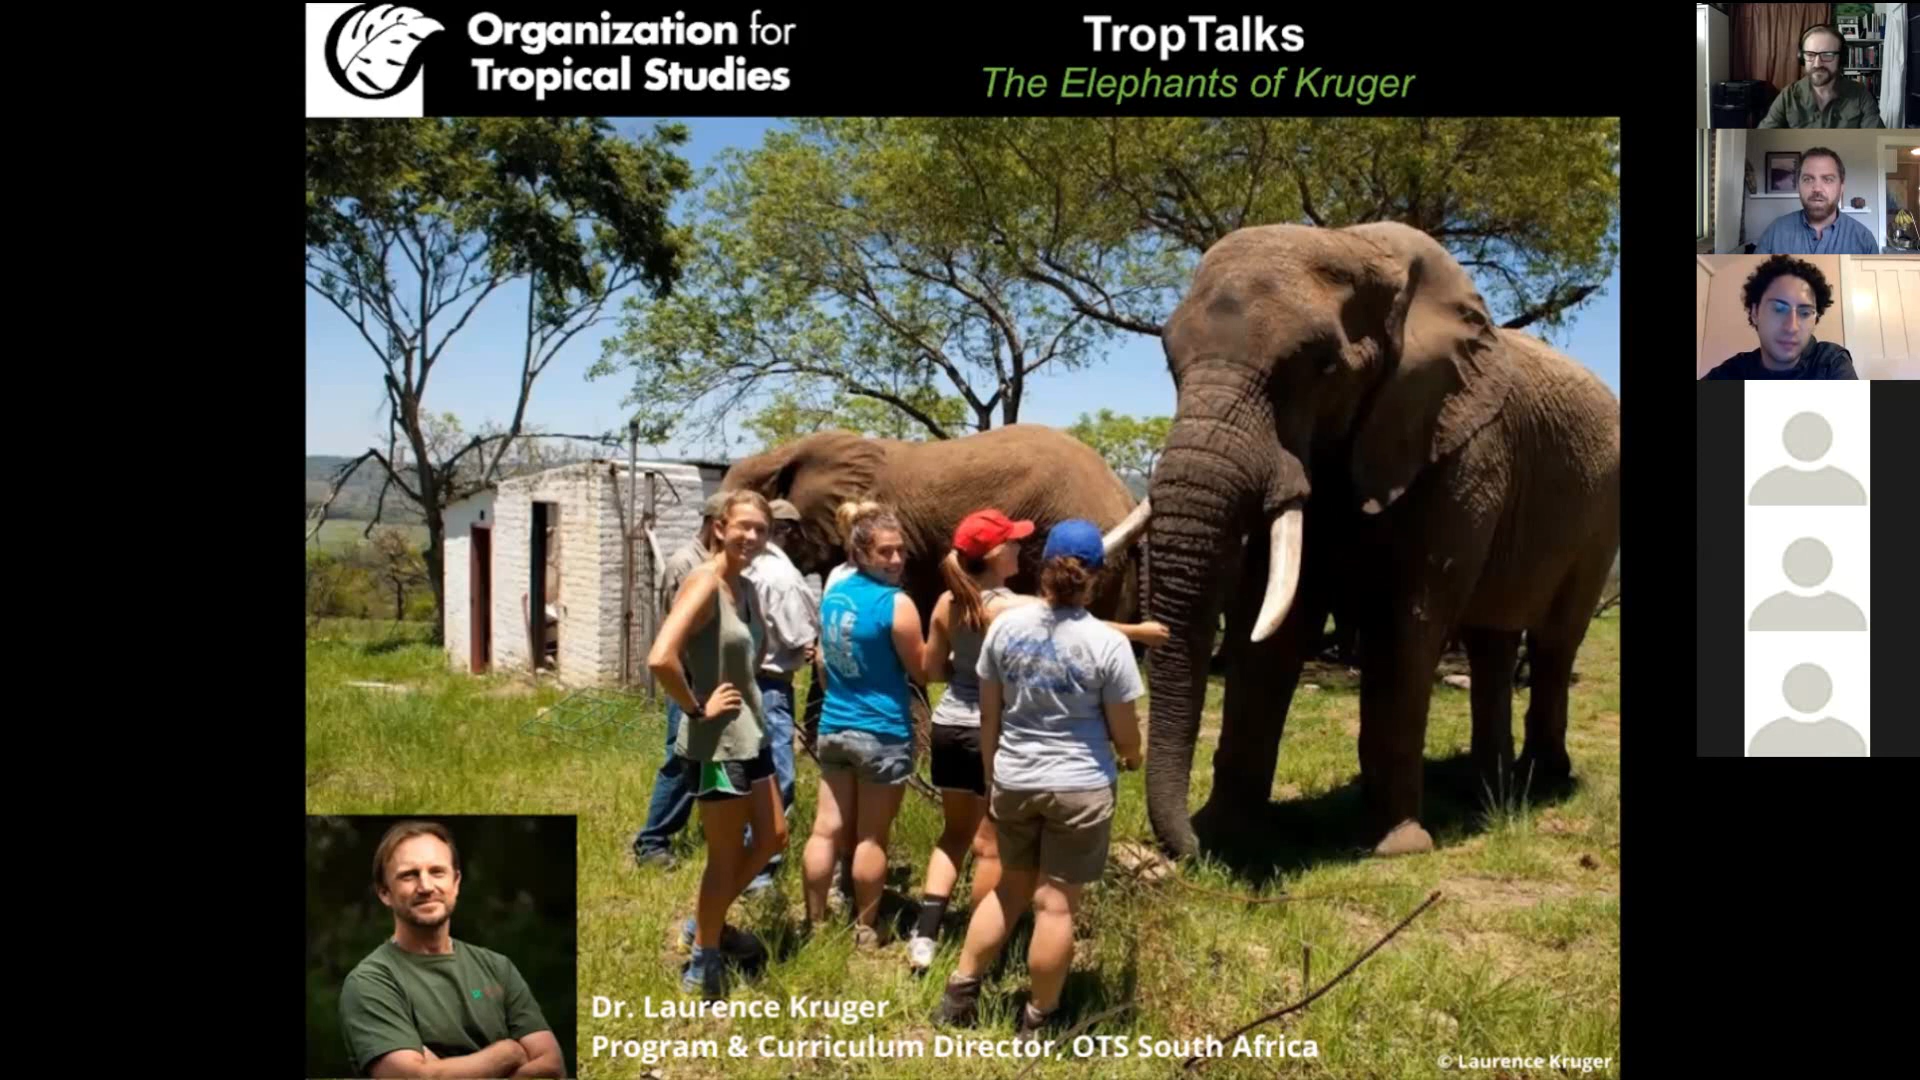 Organization for
Tropical Studies
TropTalks
The Elephants of Kruger
Dr. Laurence Kruger
Program & Curriculum Director, OTS South Africa
© Laurence Kruger